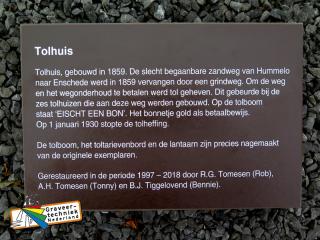 Tolhuis
Tolhuis, gebouwd in 1859. De slecht begaanbare zandweg van Hummelo
naar Enschede werd in 1859 vervangen door een grindweg. Om de weg
en het wegonderhoud te betalen werd tol geheven. Dit gebeurde bij de
zes tolhuizen die aan deze weg werden gebouwd. Op de tolboom
staat 'EISCHT EEN BON'. Het bonnetje gold als betaalbewijs.
Op 1 januari 1930 stopte de tolheffing.
De tolboom, het toltarievenbord en de lantaarn zijn precies nagemaakt
van de originele exemplaren.
Gerestaureerd in de periode 1997 – 2018 door R.G. Tomesen (Rob),
A.H. Tomesen (Tonny) en B.J. Tiggelovend (Bennie).
Graveer-
techniek
Nederland